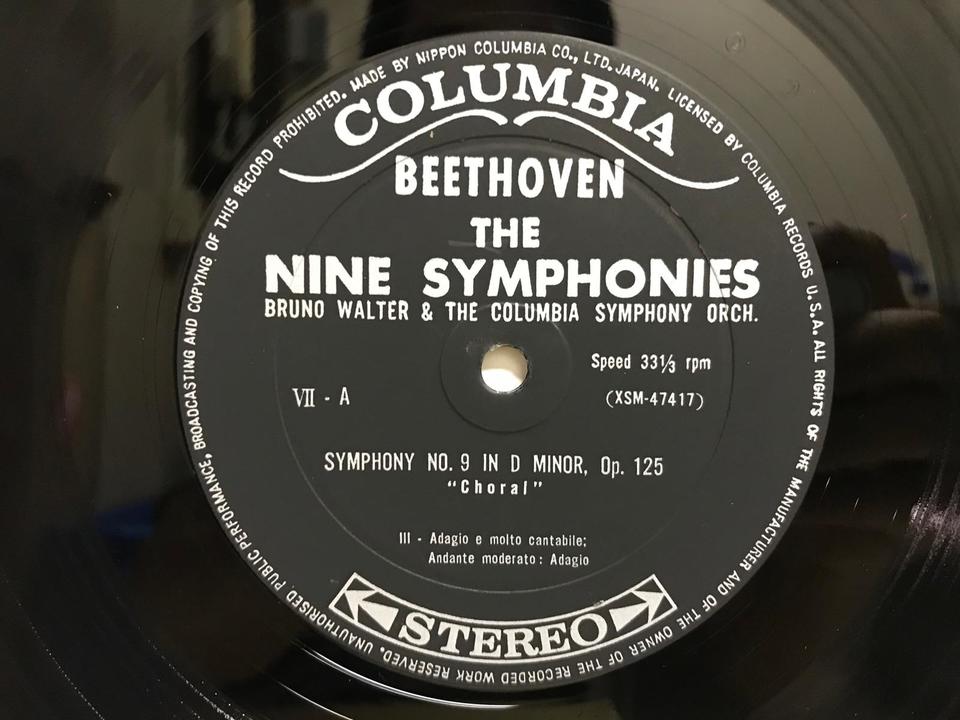 MADE BY NIPPON COLUMBIA CO., LTD. JAPAN. LICENSED BY COLUMBIA RECORDS U.S.A. ALL RIGHTS OF THE MANUFACTURER AND OF THE OWNER OF THE RECORDED WORK RESERVED. UNAUTHORISED PUBLIC PERFORMANCE, BROADCASTING AND COPYING OF THIS RECORD PROHIBITED.
COLUMBIA
BEETHOVEN
THE
NINE SYMPHONIES
BRUNO WALTER & THE COLUMBIA SYMPHONY ORCH.
Speed 33⅓ rpm
VII - A
(XSM-47417)
SYMPHONY NO. 9 IN D MINOR, Op. 125
"Choral"
III - Adagio e molto cantabile;
Andante moderato : Adagio
STEREO